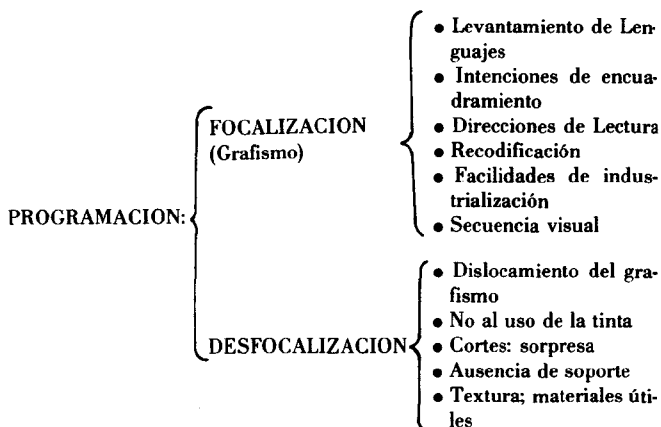 PROGRAMACION:
FOCALIZACION
(Grafismo)
● Levantamiento de Len-
guajes
● Intenciones de encua-
dramiento
● Direcciones de Lectura
● Recodificación
● Facilidades de indus-
trialización
● Secuencia visual
DESFOCALIZACION
● Dislocamiento del gra-
fismo
● No al uso de la tinta
● Cortes: sorpresa
● Ausencia de soporte
● Textura; materiales úti-
les